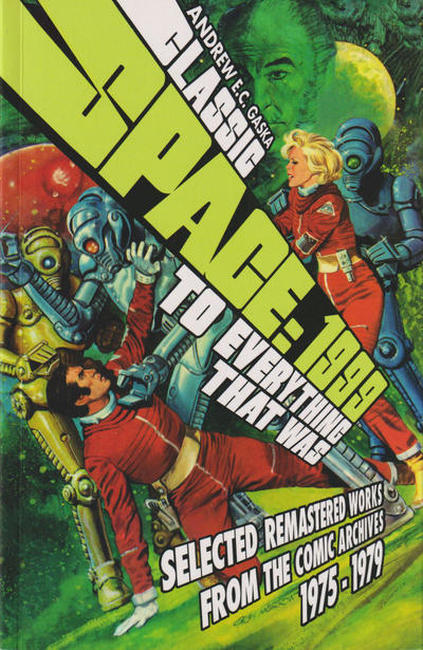 ANDREW E.C. GASKA
CLASSIC
SPACE: 1999
TO EVERYTHING
THAT WAS
SELECTED REMASTERED WORKS
FROM THE COMIC ARCHIVES
1975-1979